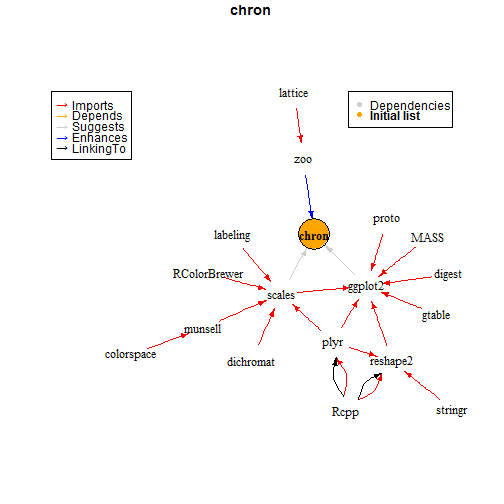 chron
Imports
Depends
Suggests
Enhances
LinkingTo
Dependencies
Initial list
lattice
zoo
proto
labeling
chron
MASS
RColorBrewer
digest
scales
ggplot2
gtable
munsell
plyr
colorspace
dichromat
reshape2
Rcpp
stringr